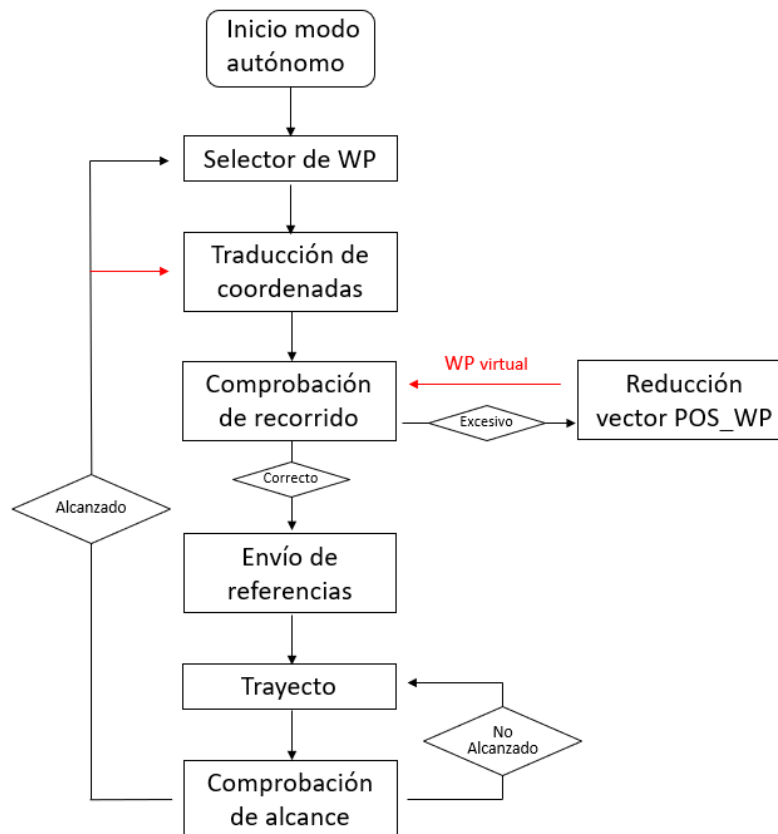 Inicio modo
autónomo
Selector de WP
Traducción de
coordenadas
Comprobación
de recorrido
WP virtual
Excesivo
Reducción
vector POS_WP
Correcto
Alcanzado
Envío de
referencias
Trayecto
No
Alcanzado
Comprobación
de alcance